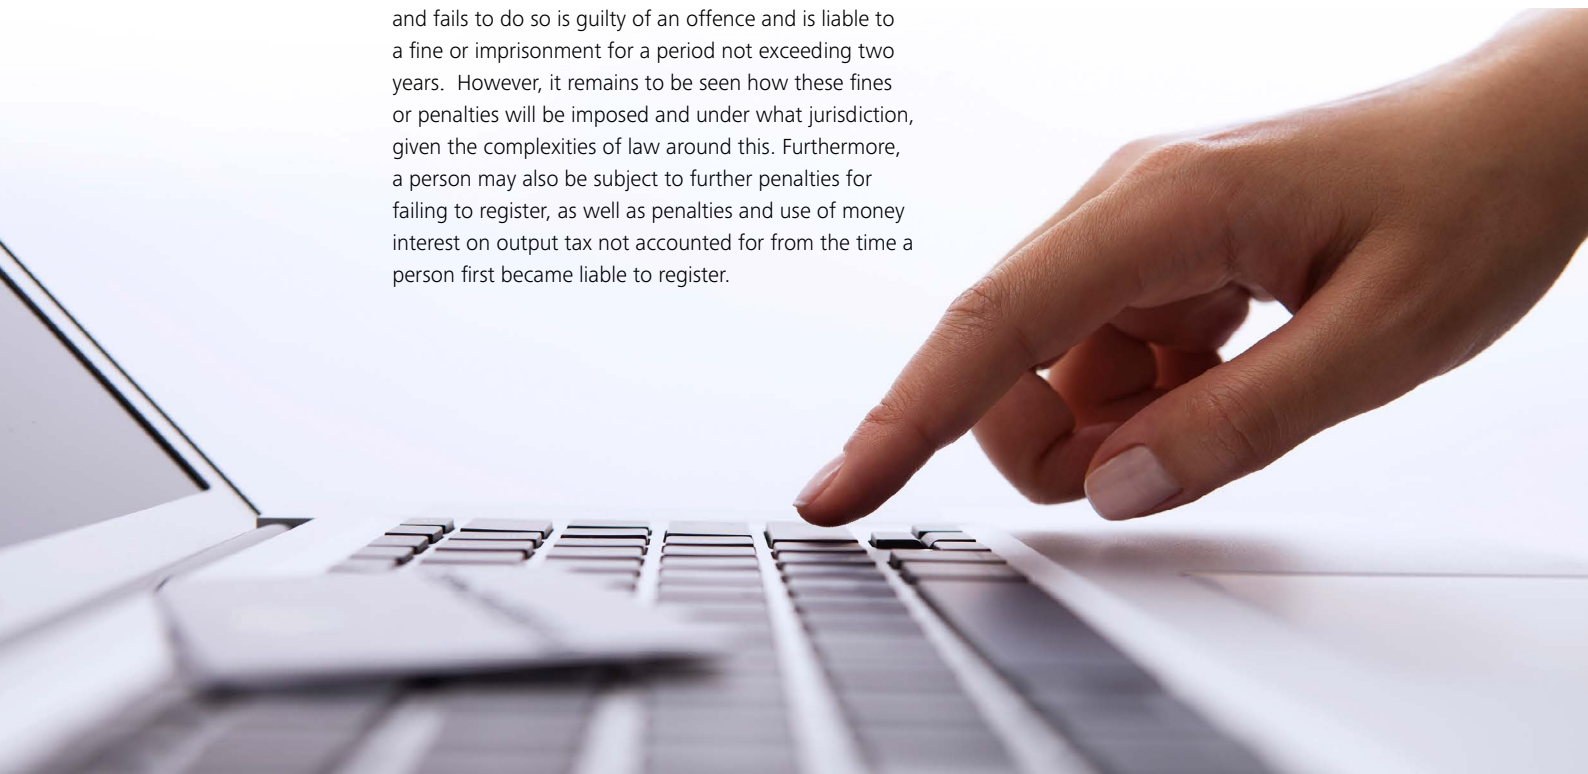 and fails to do so is guilty of an offence and is liable to
a fine or imprisonment for a period not exceeding two
years.  However, it remains to be seen how these fines
or penalties will be imposed and under what jurisdiction,
given the complexities of law around this. Furthermore,
a person may also be subject to further penalties for
failing to register, as well as penalties and use of money
interest on output tax not accounted for from the time a
person first became liable to register.